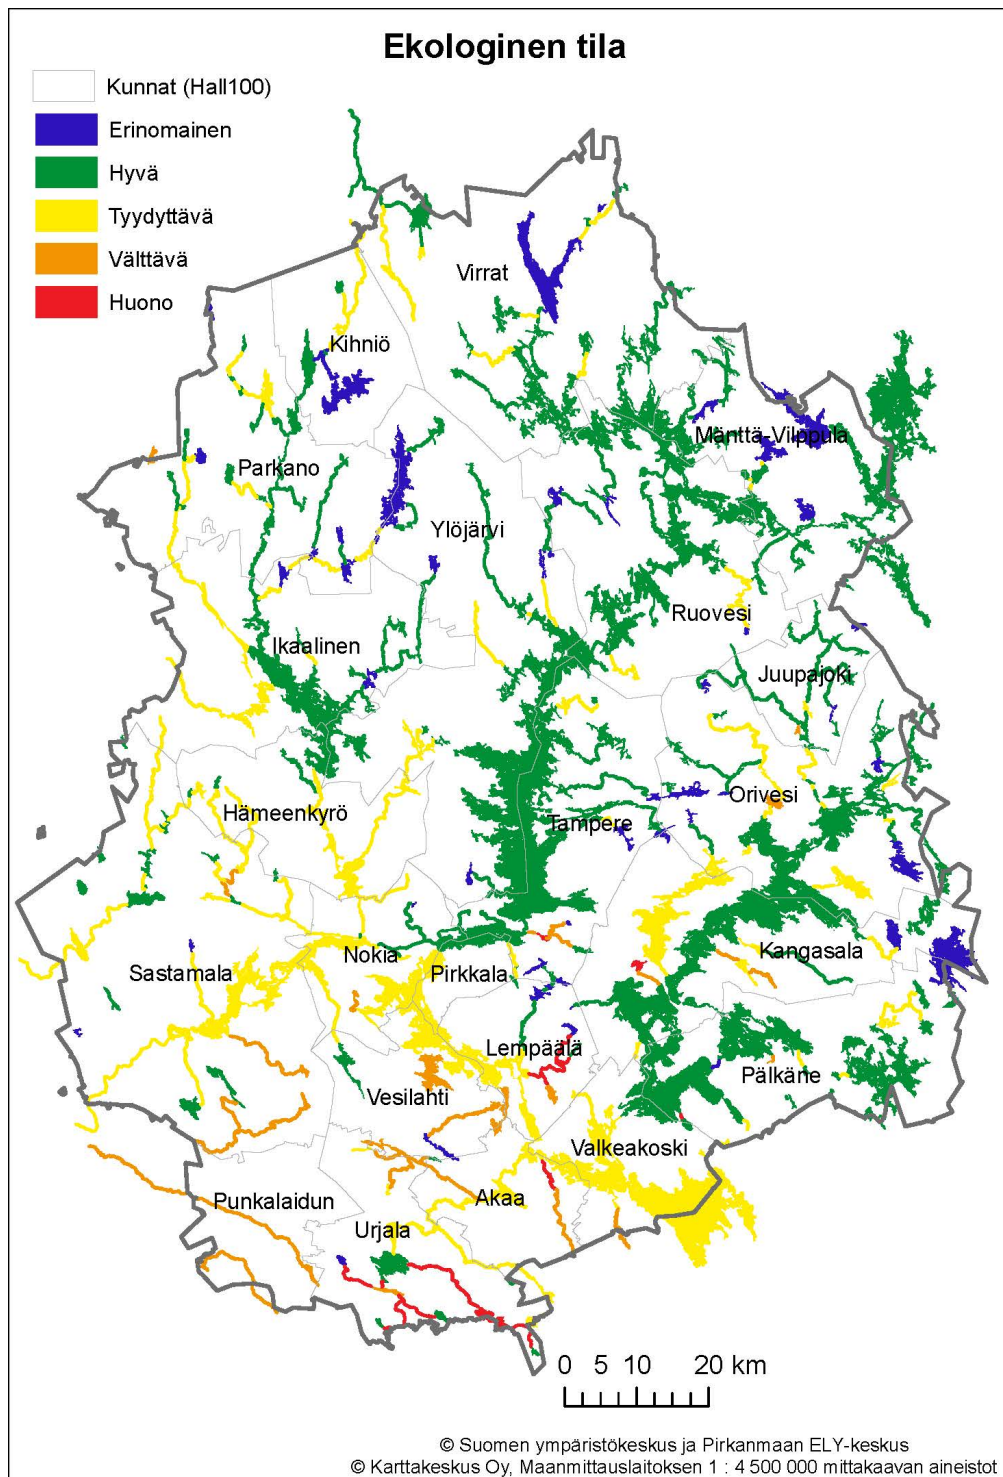 Ekologinen tila
Kunnat (Hall100)
Erinomainen
Hyvä
Tyydyttävä
Välttävä
Huono
Virrat
Kihniö
Mänttä-Vilppula
Parkano
Ylöjärvi
Ruovesi
Ikaalinen
Juupajoki
Orivesi
Hämeenkyrö
Tampere
Kangasala
Nokia
Sastamala
Pirkkala
Lempäälä
Pälkäne
Vesilahti
Valkeakoski
Punkalaidun
Akaa
Urjala
0 5 10 20 km
© Suomen ympäristökeskus ja Pirkanmaan ELY-keskus
© Karttakeskus Oy, Maanmittauslaitoksen 1 : 4 500 000 mittakaavan aineistot